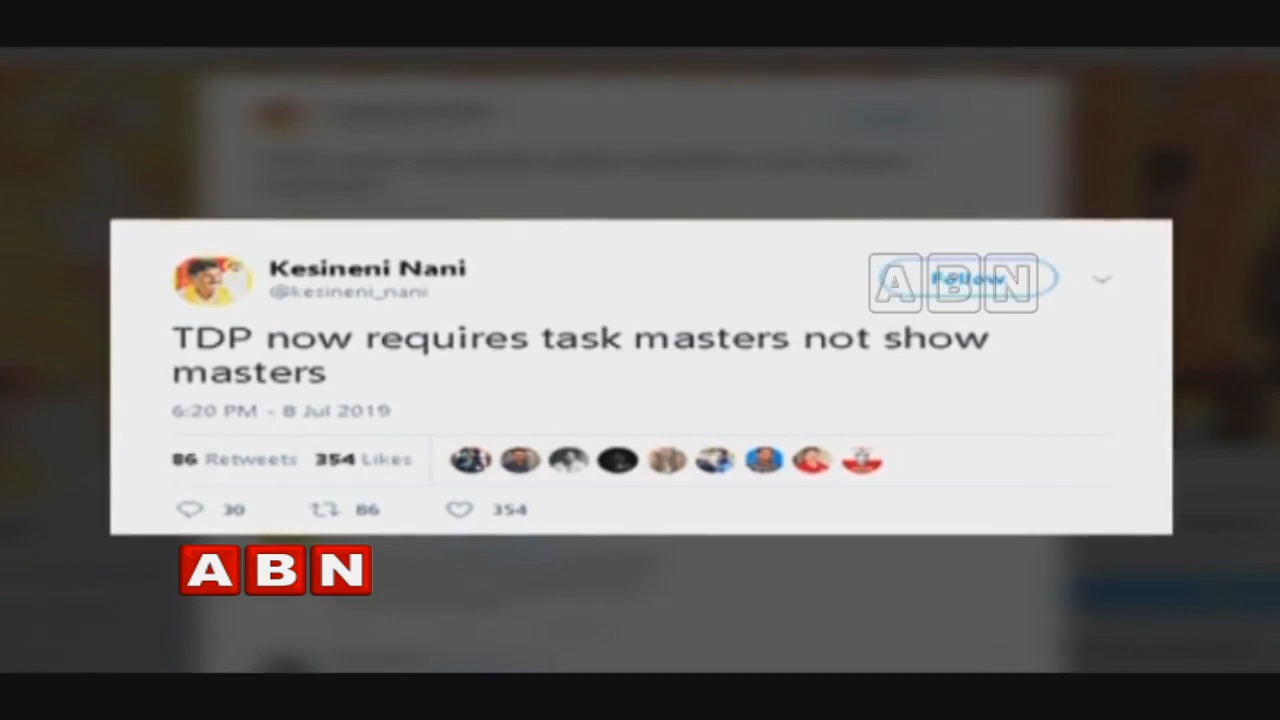 Kesineni Nani
@kesineni_nani
Follow
ABN
TDP now requires task masters not show
masters
6:20 PM - 8 Jul 2019
86 Retweets 354 Likes
30 86 354
ABN